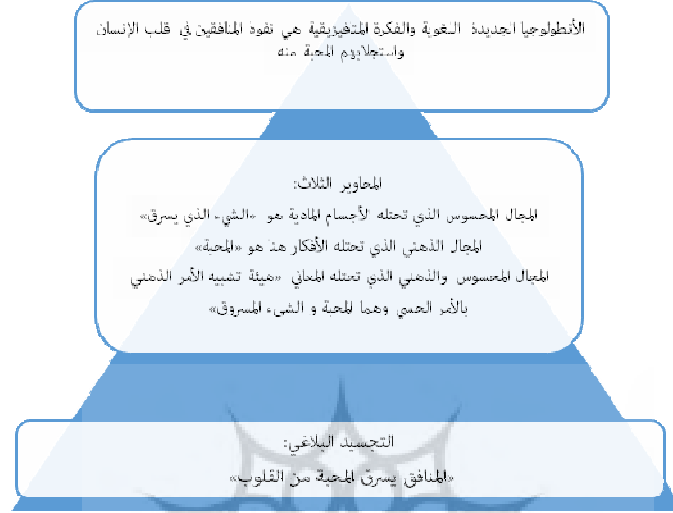 الأنطولوجيا الجديدة اللغوية والفكرة المتفيزيقية هي نفوذ المنافقين في قلب الإنسان
واستجلابهم المحبة منه
المحاوير الثلاث:
المجال المحسوس الذي تحتله الأجسام المادية هو «الشيء الذي يسرق»
المجال الذهني الذي تحتله الأفكار هنا هو «المحبة»
المجال المحسوس والذهني الذي تحتله المعاني «هيئة تشبيه الأمر الذهني
بالأمر الحسي وهما المحبة و الشيء المسروق»
التجسيد البلاغي:
«المنافق يسرق المحبة من القلوب»